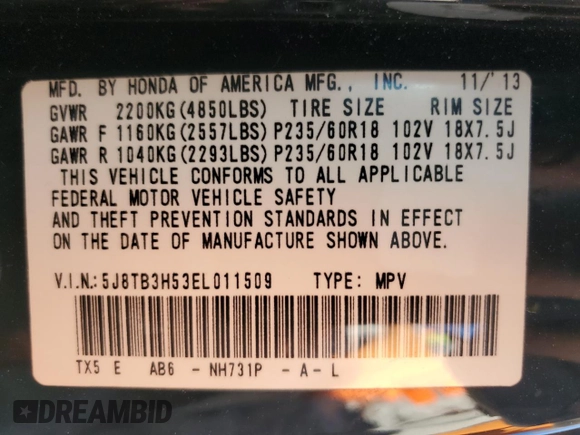 MFD. BY HONDA OF AMERICA MFG., INC. 11/'13
GVWR 2200KG(4850LBS) TIRE SIZE RIM SIZE
GAWR F 1160KG(2557LBS) P235/60R18 102V 18X7.5J
GAWR R 1040KG(2293LBS) P235/60R18 102V 18X7.5J
THIS VEHICLE CONFORMS TO ALL APPLICABLE
FEDERAL MOTOR VEHICLE SAFETY
AND THEFT PREVENTION STANDARDS IN EFFECT
ON THE DATE OF MANUFACTURE SHOWN ABOVE.
V.I.N.:5J8TB3H53EL011509 TYPE: MPV
TX5 E AB6 - NH731P - A - L
DREAMBID